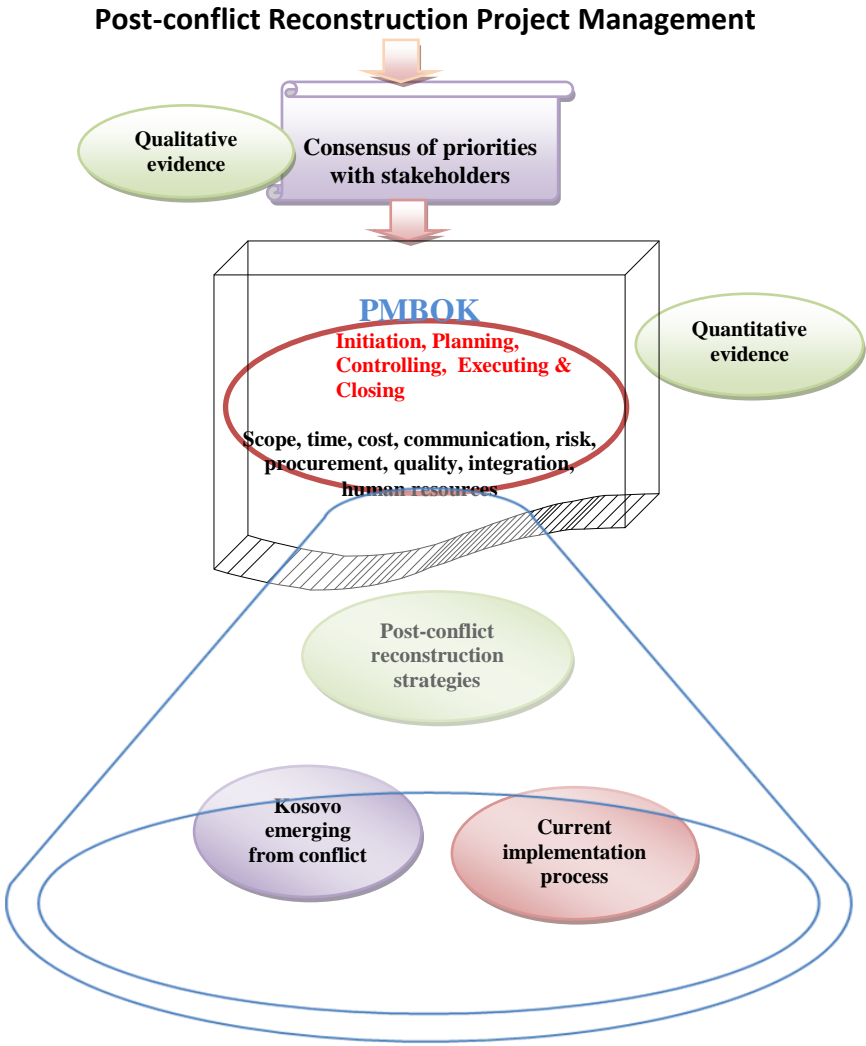 Post-conflict Reconstruction Project Management
Qualitative
evidence
Consensus of priorities
with stakeholders
PMBOK
Initiation, Planning,
Controlling, Executing &
Closing
Quantitative
evidence
Scope, time, cost, communication, risk,
procurement, quality, integration,
human resources
Post-conflict
reconstruction
strategies
Kosovo
emerging
from conflict
Current
implementation
process